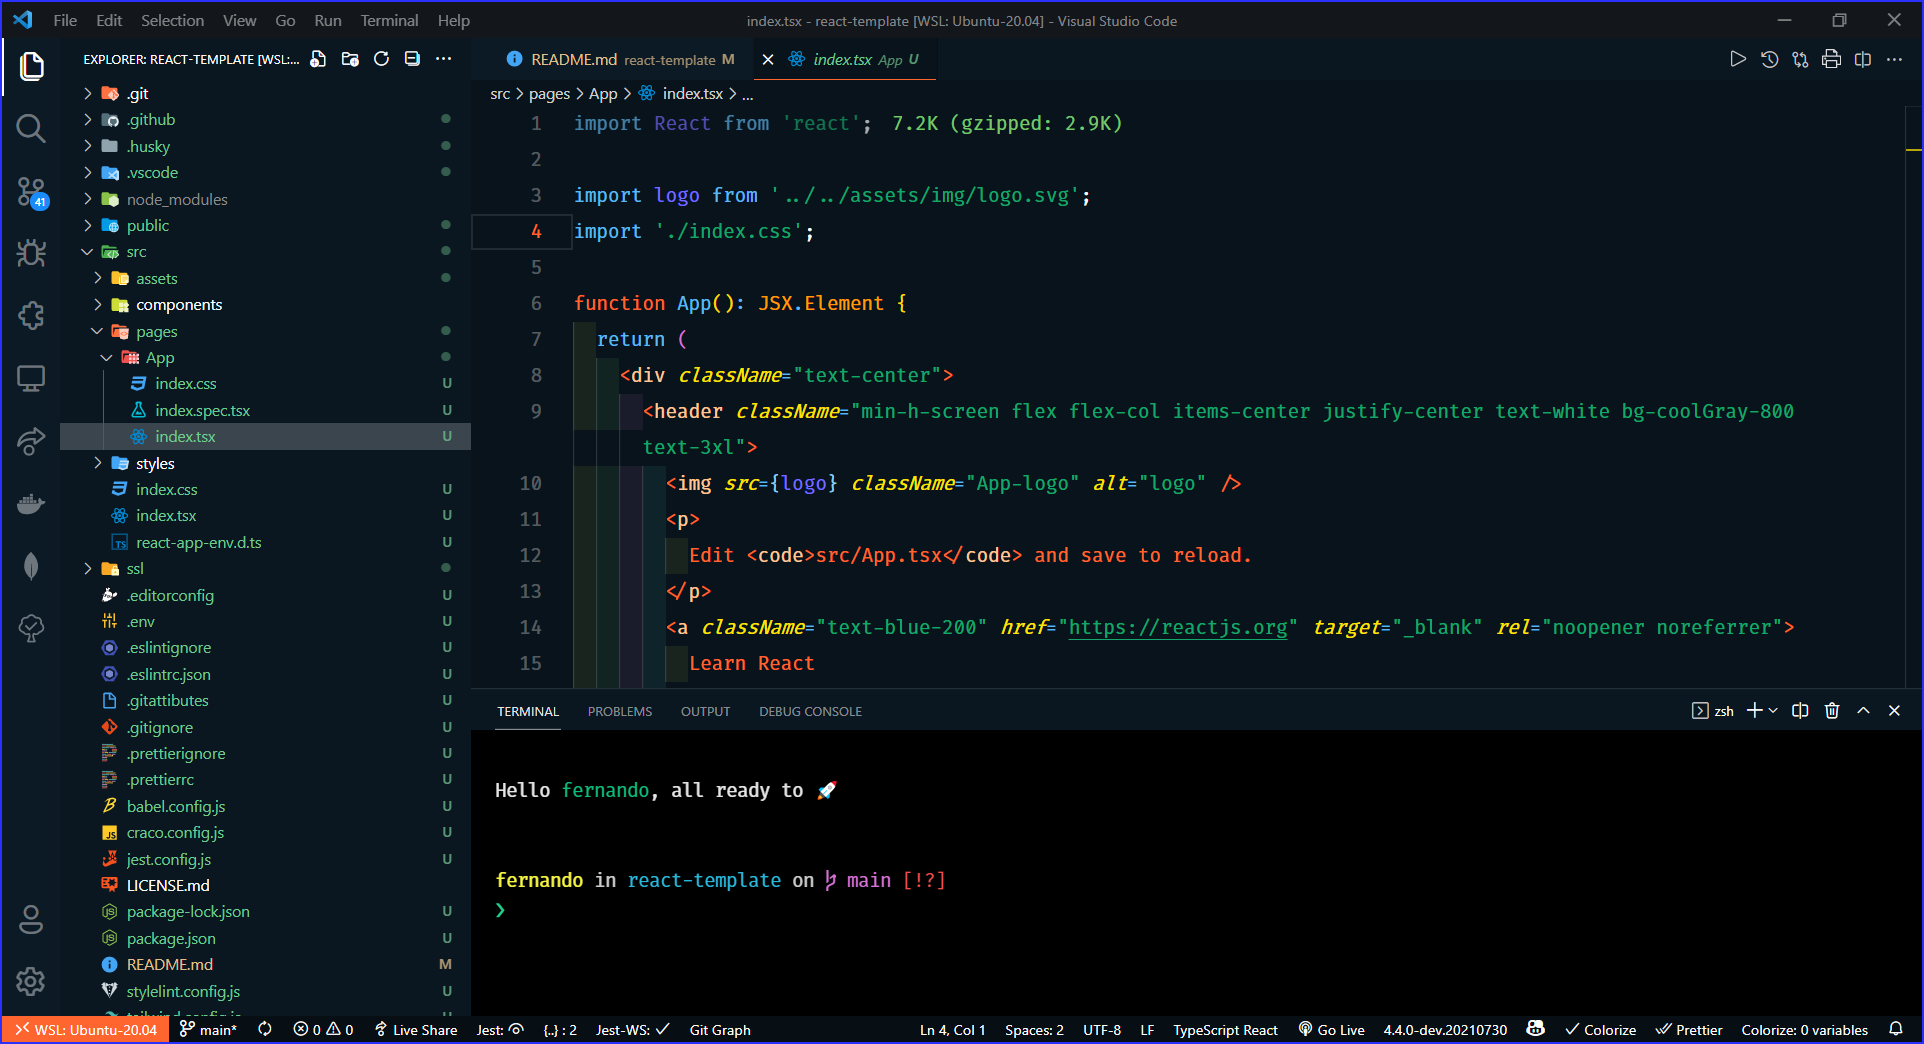 File Edit Selection View Go Run Terminal Help
index.tsx - react-template [WSL: Ubuntu-20.04] - Visual Studio Code
EXPLORER: REACT-TEMPLATE [WSL:...
README.md react-template M
index.tsx App U
src > pages > App > index.tsx > ...
41
.git
.github
.husky
.vscode
node_modules
public
src
assets
components
pages
App
index.css U
index.spec.tsx U
index.tsx U
styles
index.css U
index.tsx U
react-app-env.d.ts U
ssl
.editorconfig U
.env U
.eslintignore U
.eslintrc.json U
.gitattibutes U
.gitignore U
.prettierignore U
.prettierrc U
babel.config.js U
craco.config.js U
jest.config.js U
LICENSE.md
package-lock.json U
package.json U
README.md M
stylelint.config.js U
1 import React from 'react'; 7.2K (gzipped: 2.9K)
2
3 import logo from '../../assets/img/logo.svg';
4 import './index.css';
5
6 function App(): JSX.Element {
7 return (
8 <div className="text-center">
9 <header className="min-h-screen flex flex-col items-center justify-center text-white bg-coolGray-800
text-3xl">
10 <img src={logo} className="App-logo" alt="logo" />
11 <p>
12 Edit <code>src/App.tsx</code> and save to reload.
13 </p>
14 <a className="text-blue-200" href="https://reactjs.org" target="_blank" rel="noopener noreferrer">
15 Learn React
TERMINAL PROBLEMS OUTPUT DEBUG CONSOLE
zsh
Hello fernando, all ready to 🚀
fernando in react-template on main [!?]
❯
WSL: Ubuntu-20.04 main* 0 0 Live Share Jest: {..} : 2 Jest-WS: ✓ Git Graph
Ln 4, Col 1 Spaces: 2 UTF-8 LF TypeScript React Go Live 4.4.0-dev.20210730 Colorize Prettier Colorize: 0 variables